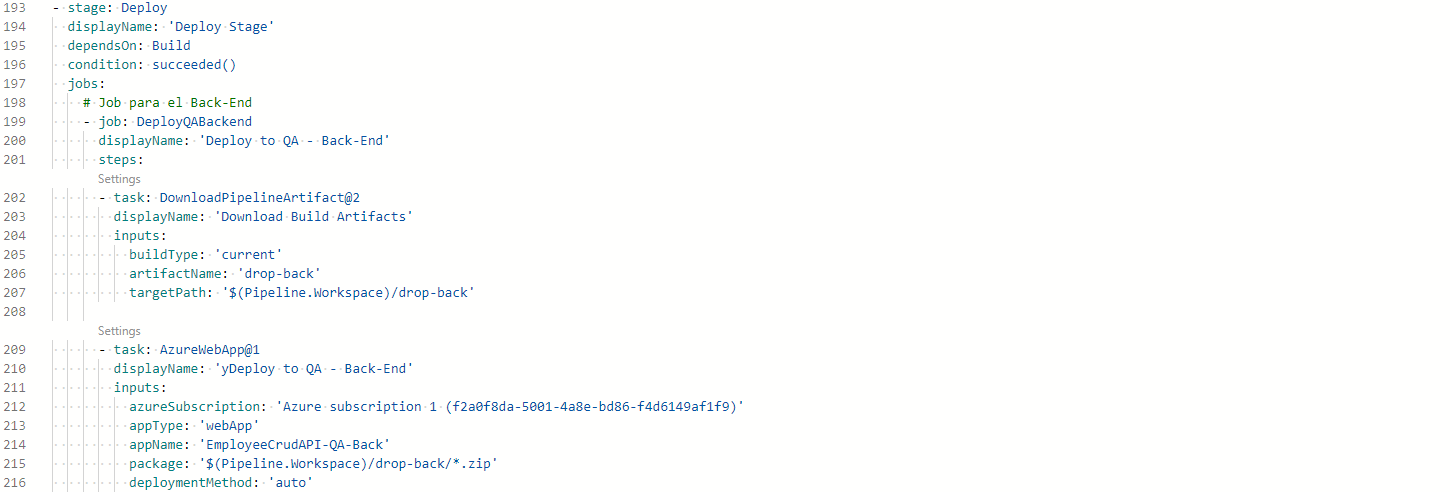 193 - stage: Deploy
194 displayName: 'Deploy Stage'
195 dependsOn: Build
196 condition: succeeded()
197 jobs:
198 # Job para el Back-End
199 - job: DeployQABackend
200 displayName: 'Deploy to QA - Back-End'
201 steps:
Settings
202 - task: DownloadPipelineArtifact@2
203 displayName: 'Download Build Artifacts'
204 inputs:
205 buildType: 'current'
206 artifactName: 'drop-back'
207 targetPath: '$(Pipeline.Workspace)/drop-back'
208
Settings
209 - task: AzureWebApp@1
210 displayName: 'yDeploy to QA - Back-End'
211 inputs:
212 azureSubscription: 'Azure subscription 1 (f2a0f8da-5001-4a8e-bd86-f4d6149af1f9)'
213 appType: 'webApp'
214 appName: 'EmployeeCrudAPI-QA-Back'
215 package: '$(Pipeline.Workspace)/drop-back/*.zip'
216 deploymentMethod: 'auto'